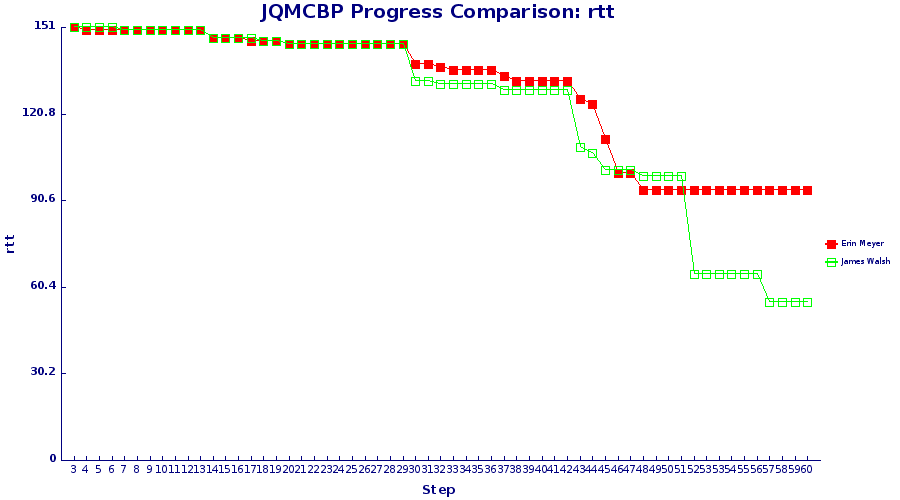 JQMCBP Progress Comparison: rtt
151
120.8
90.6
60.4
30.2
0
rtt
3 4 5 6 7 8 9 10 11 12 13 14 15 16 17 18 19 20 21 22 23 24 25 26 27 28 29 30 31 32 33 34 35 36 37 38 39 40 41 42 43 44 45 46 47 48 49 50 51 52 53 54 55 56 57 58 59 60
Step
Erin Meyer
James Walsh